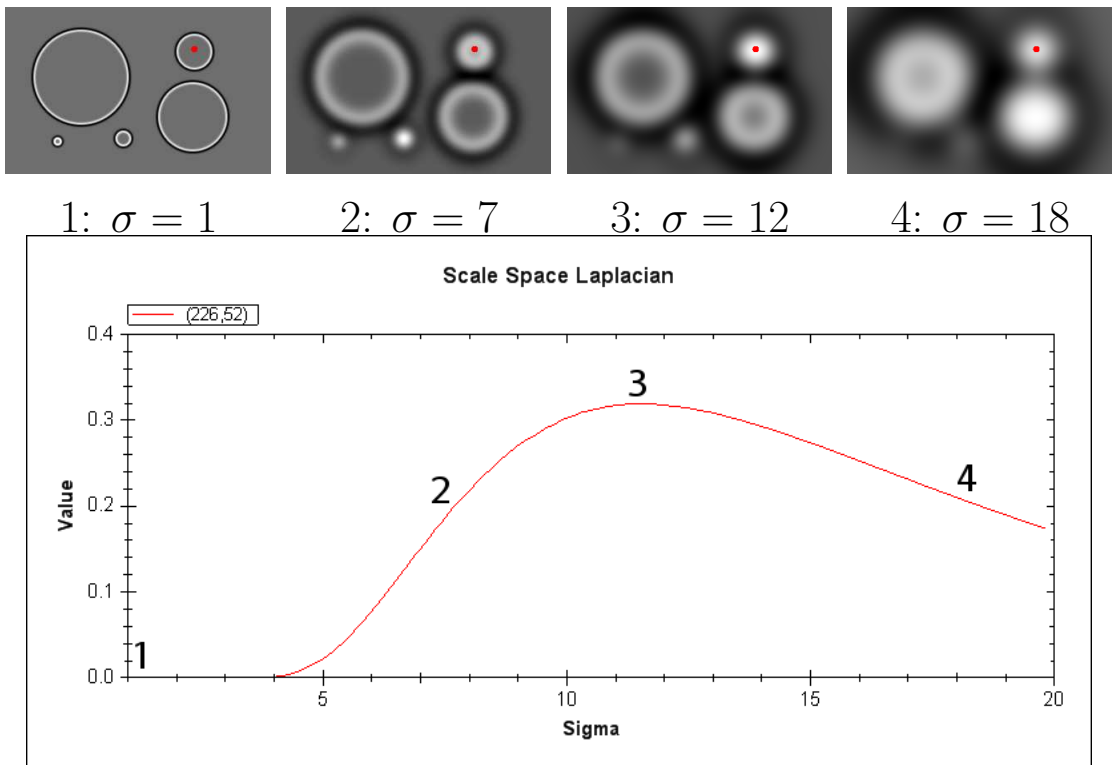 1: σ = 1 2: σ = 7 3: σ = 12 4: σ = 18
Scale Space Laplacian
(226,52)
0.4
3
0.3
4
2
0.2
Value
0.1
1
0.0
5 10 15 20
Sigma